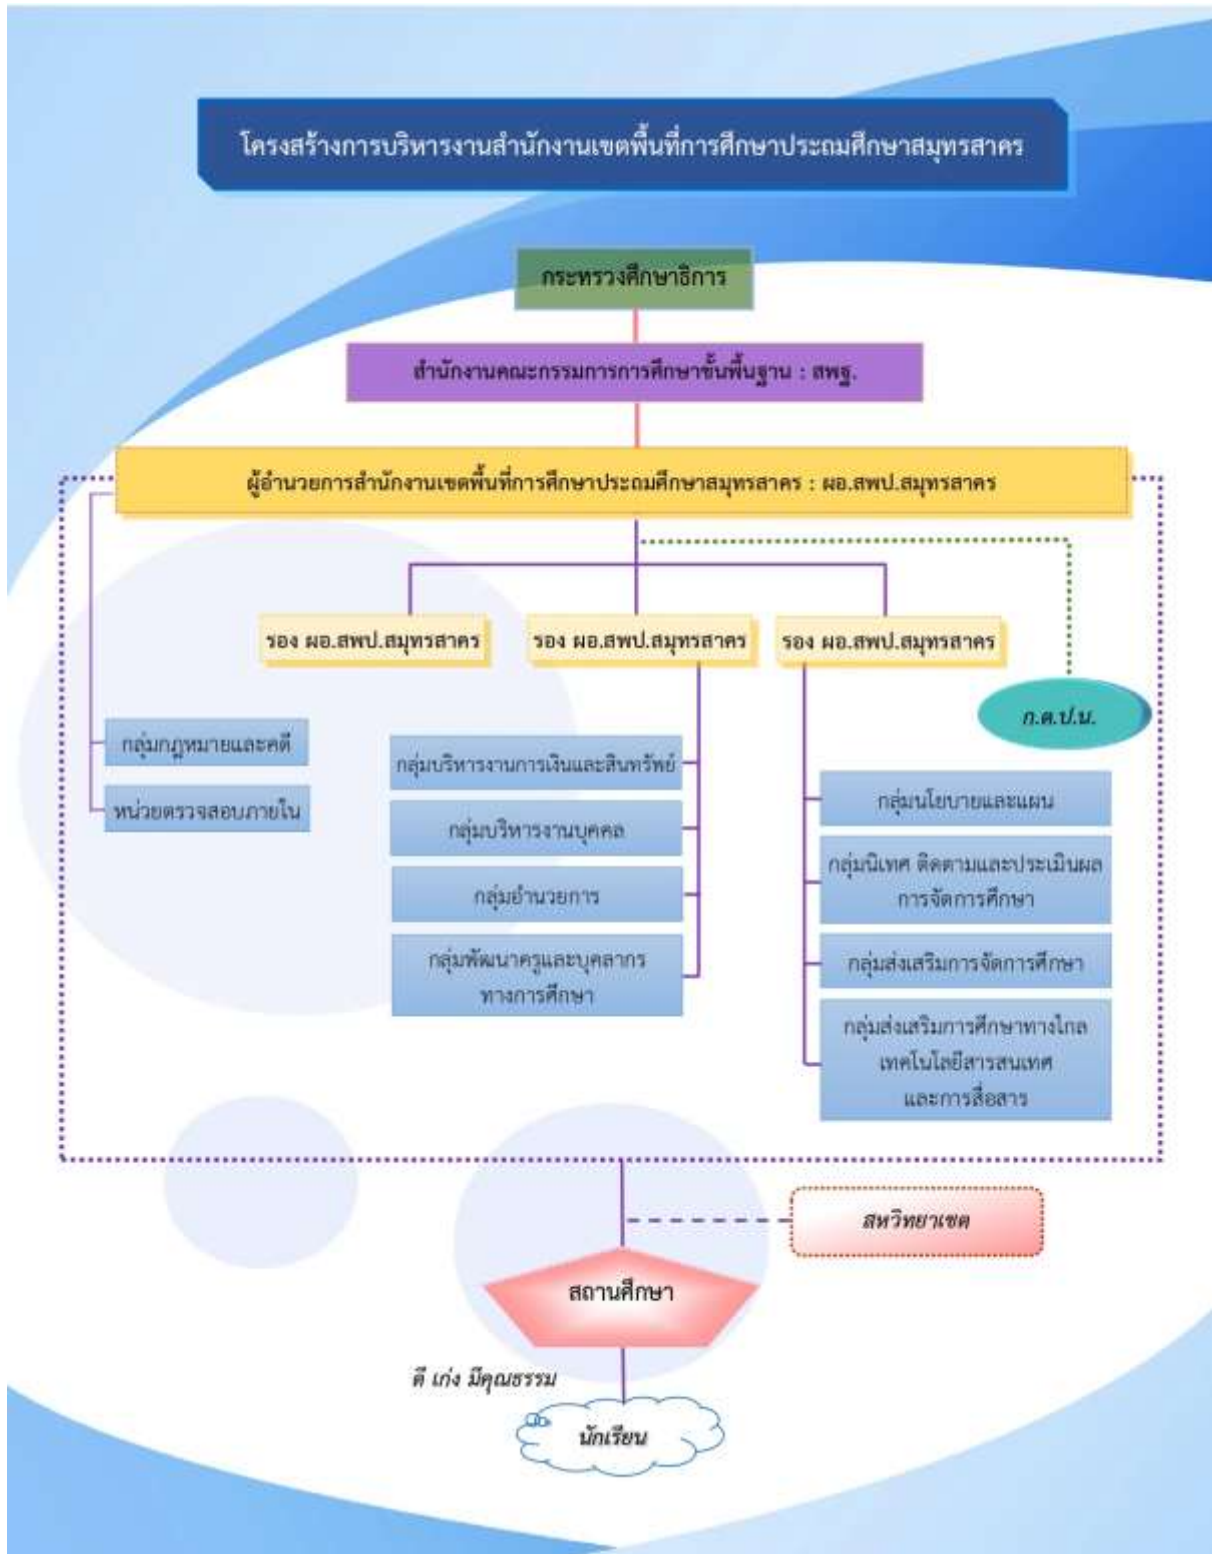 โครงสร้างการบริหารงานสำนักงานเขตพื้นที่การศึกษาประถมศึกษาสมุทรสาคร
กระทรวงศึกษาธิการ
สำนักงานคณะกรรมการการศึกษาขั้นพื้นฐาน : สพฐ.
ผู้อำนวยการสำนักงานเขตพื้นที่การศึกษาประถมศึกษาสมุทรสาคร : ผอ.สพป.สมุทรสาคร
รอง ผอ.สพป.สมุทรสาคร
รอง ผอ.สพป.สมุทรสาคร
รอง ผอ.สพป.สมุทรสาคร
ก.ต.ป.น.
กลุ่มกฎหมายและคดี
หน่วยตรวจสอบภายใน
กลุ่มบริหารงานการเงินและสินทรัพย์
กลุ่มบริหารงานบุคคล
กลุ่มอำนวยการ
กลุ่มพัฒนาครูและบุคลากร
ทางการศึกษา
กลุ่มนโยบายและแผน
กลุ่มนิเทศ ติดตามและประเมินผล
การจัดการศึกษา
กลุ่มส่งเสริมการจัดการศึกษา
กลุ่มส่งเสริมการศึกษาทางไกล
เทคโนโลยีสารสนเทศ
และการสื่อสาร
สหวิทยาเขต
สถานศึกษา
ดี เก่ง มีคุณธรรม
นักเรียน